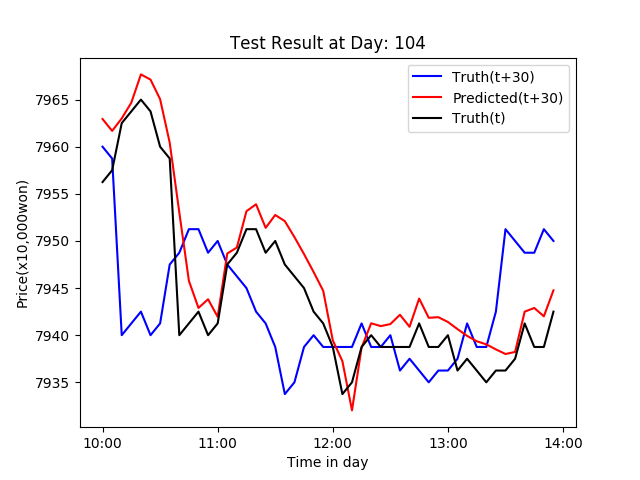 Test Result at Day: 104
Truth(t+30)
Predicted(t+30)
Truth(t)
Price(x10,000won)
7965
7960
7955
7950
7945
7940
7935
10:00 11:00 12:00 13:00 14:00
Time in day